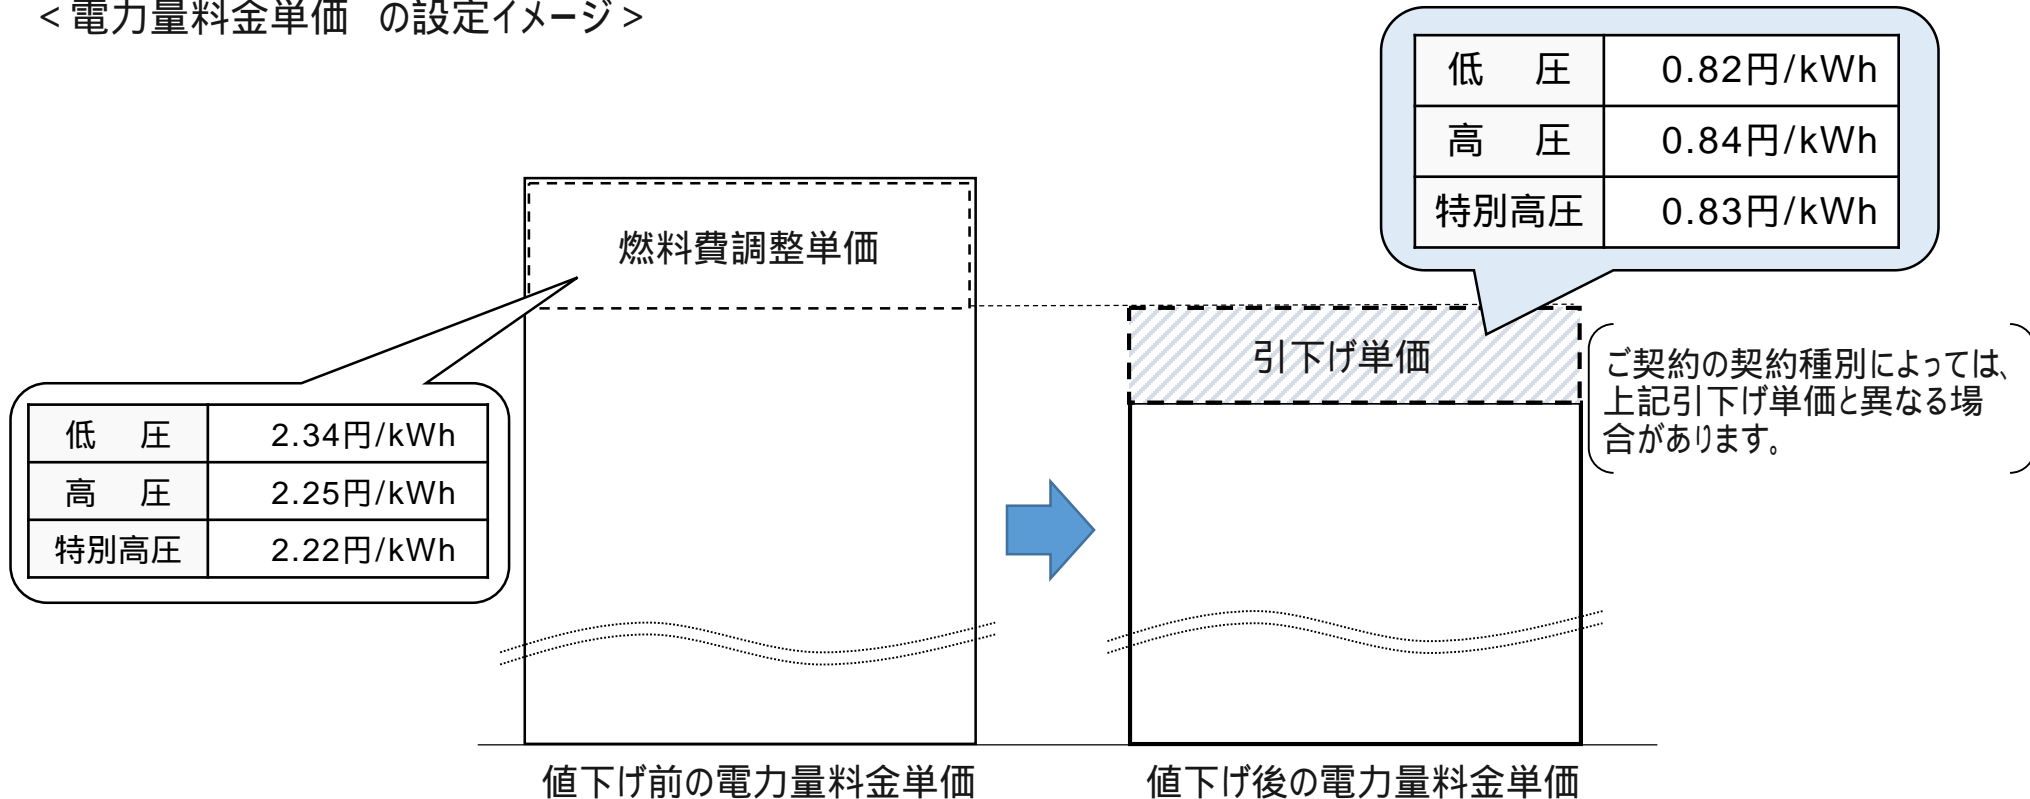 <電力量料金単価　の設定イメージ>
低　圧 0.82円/kWh
高　圧 0.84円/kWh
特別高圧 0.83円/kWh
燃料費調整単価
引下げ単価
ご契約の契約種別によっては、
上記引下げ単価と異なる場
合があります。
低　圧 2.34円/kWh
高　圧 2.25円/kWh
特別高圧 2.22円/kWh
値下げ前の電力量料金単価
値下げ後の電力量料金単価